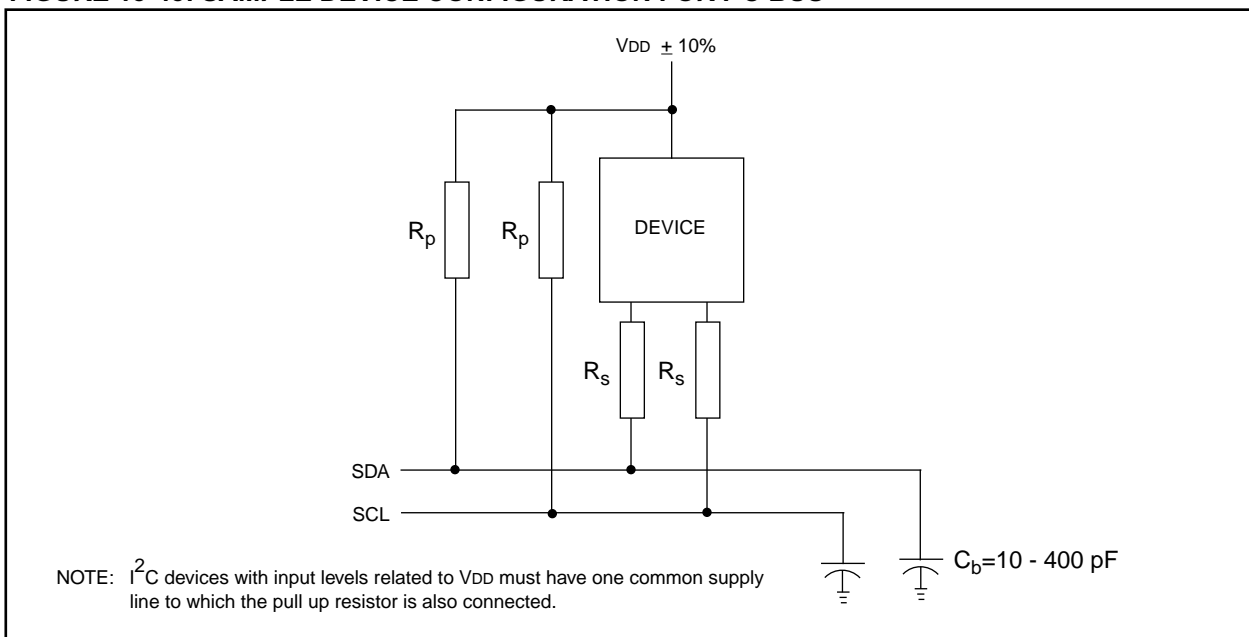 VDD ± 10%
Rp Rp
DEVICE
Rs Rs
SDA
SCL
Cb=10 - 400 pF
NOTE: I2C devices with input levels related to VDD must have one common supply
line to which the pull up resistor is also connected.